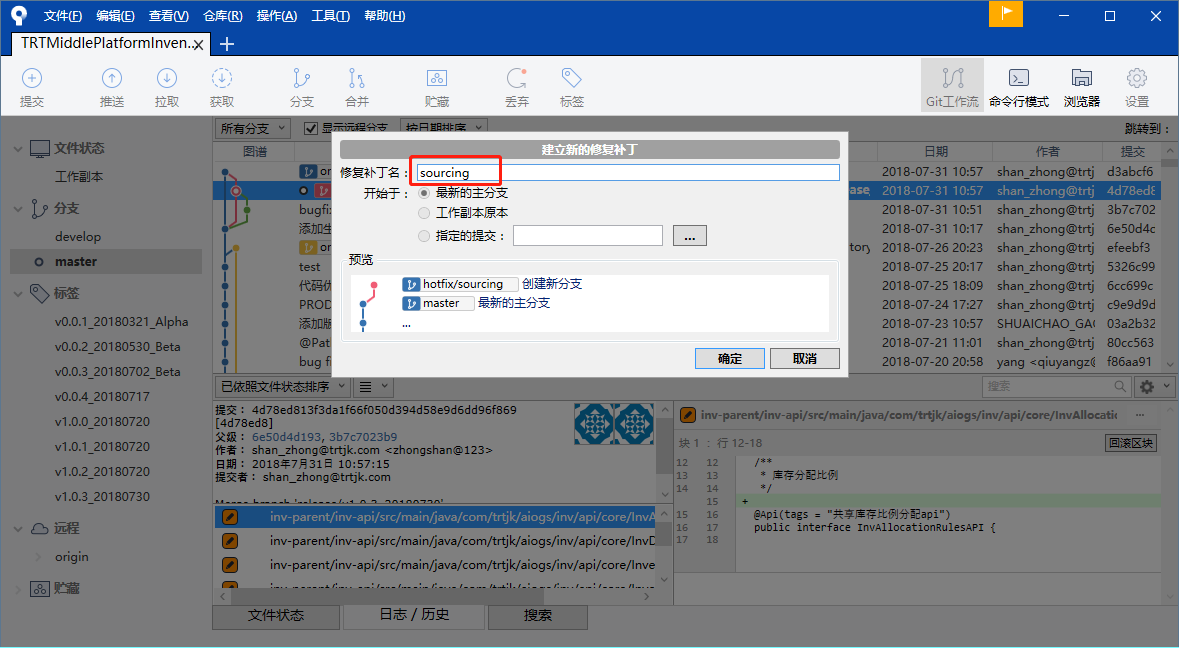 文件(F) 编辑(E) 查看(V) 仓库(R) 操作(A) 工具(T) 帮助(H)
TRTMiddlePlatformInven..
提交 推送 拉取 获取 分支 合并 贮藏 丢弃 标签 Git工作流 命令行模式 浏览器 设置
文件状态
工作副本
分支
develop
master
标签
v0.0.1_20180321_Alpha
v0.0.2_20180530_Beta
v0.0.3_20180702_Beta
v0.0.4_20180717
v1.0.0_20180720
v1.0.1_20180720
v1.0.2_20180720
v1.0.3_20180730
远程
origin
贮藏
所有分支 显示远程分支 按日期排序 跳转到：
图谱 日期 作者 提交
2018-07-31 10:57 shan_zhong@trtj d3abcf6
2018-07-31 10:57 shan_zhong@trtj 4d78ed8
bugfi 2018-07-31 10:51 shan_zhong@trtj 3b7c702
添加生 2018-07-31 10:17 shan_zhong@trtj 6e50d4d
tory 2018-07-26 20:23 shan_zhong@trtj efeebf3
test 2018-07-25 20:17 shan_zhong@trtj 5326c99
代码优 2018-07-25 18:09 shan_zhong@trtj 6cc699c
PROD 2018-07-24 17:27 shan_zhong@trtj c9e9d9d
添加版 2018-07-23 10:57 SHUAICHAO_GAO 03a2b32
@Pat 2018-07-21 11:01 shan_zhong@trtj 80cc563
bug f 2018-07-20 20:58 yang <qiuyangz@ f86aa91
建立新的修复补丁
修复补丁名： sourcing
开始于： 最新的主分支
工作副本原本
指定的提交： ...
预览
hotfix/sourcing 创建新分支
master 最新的主分支
...
确定 取消
已依照文件状态排序 搜索
提交： 4d78ed813f3da1f66f050d394d58e9d6dd96f869
[4d78ed8]
父级： 6e50d4d193, 3b7c7023b9
作者： shan_zhong@trtjk.com <zhongshan@123>
日期： 2018年7月31日 10:57:15
提交者： shan_zhong@trtjk.com
inv-parent/inv-api/src/main/java/com/trtjk/aiogs/inv/api/core/InvA
inv-parent/inv-api/src/main/java/com/trtjk/aiogs/inv/api/core/InvD
inv-parent/inv-api/src/main/java/com/trtjk/aiogs/inv/api/core/Inve
inv-parent/inv-api/src/main/java/com/trtjk/aiogs/inv/api/core/Inve
inv-parent/inv-api/src/main/java/com/trtjk/aiogs/inv/api/core/InvAllocatio ...
块 1 ： 行 12-18 回滚区块
12 12 /**
13 13 * 库存分配比例
14 14 */
15 +
15 16 @Api(tags = "共享库存比例分配api")
16 17 public interface InvAllocationRulesAPI {
17 18
文件状态 日志 / 历史 搜索